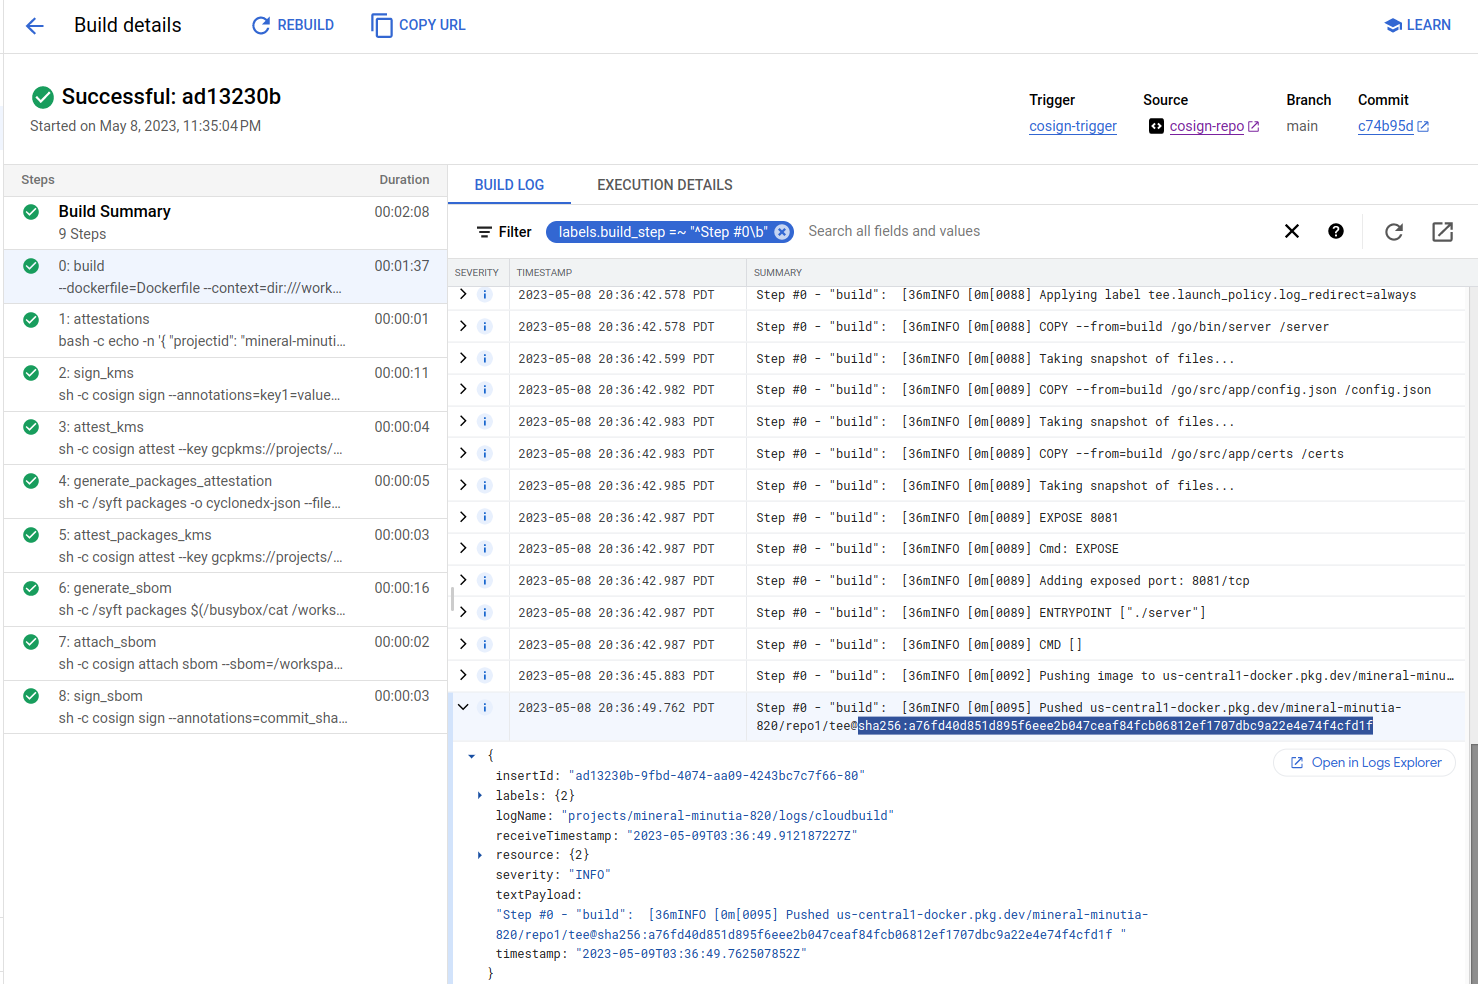 Build details
REBUILD
COPY URL
LEARN
Successful: ad13230b
Started on May 8, 2023, 11:35:04 PM
Trigger
cosign-trigger
Source
cosign-repo
Branch
main
Commit
c74b95d
Steps
Duration
Build Summary
00:02:08
9 Steps
0: build
00:01:37
--dockerfile=Dockerfile --context=dir:///work...
1: attestations
00:00:01
bash -c echo -n '{ "projectid": "mineral-minuti...
2: sign_kms
00:00:11
sh -c cosign sign --annotations=key1=value...
3: attest_kms
00:00:04
sh -c cosign attest --key gcpkms://projects/...
4: generate_packages_attestation
00:00:05
sh -c /syft packages -o cyclonedx-json --file...
5: attest_packages_kms
00:00:03
sh -c cosign attest --key gcpkms://projects/...
6: generate_sbom
00:00:16
sh -c /syft packages $(/busybox/cat /works...
7: attach_sbom
00:00:02
sh -c cosign attach sbom --sbom=/workspa...
8: sign_sbom
00:00:03
sh -c cosign sign --annotations=commit_sha...
BUILD LOG
EXECUTION DETAILS
Filter
labels.build_step =~ "^Step #0\b"
Search all fields and values
SEVERITY TIMESTAMP SUMMARY
2023-05-08 20:36:42.578 PDT Step #0 - "build": [36mINFO [0m[0088] Applying label tee.launch_policy.log_redirect=always
2023-05-08 20:36:42.578 PDT Step #0 - "build": [36mINFO [0m[0088] COPY --from=build /go/bin/server /server
2023-05-08 20:36:42.599 PDT Step #0 - "build": [36mINFO [0m[0088] Taking snapshot of files...
2023-05-08 20:36:42.982 PDT Step #0 - "build": [36mINFO [0m[0089] COPY --from=build /go/src/app/config.json /config.json
2023-05-08 20:36:42.983 PDT Step #0 - "build": [36mINFO [0m[0089] Taking snapshot of files...
2023-05-08 20:36:42.983 PDT Step #0 - "build": [36mINFO [0m[0089] COPY --from=build /go/src/app/certs /certs
2023-05-08 20:36:42.985 PDT Step #0 - "build": [36mINFO [0m[0089] Taking snapshot of files...
2023-05-08 20:36:42.987 PDT Step #0 - "build": [36mINFO [0m[0089] EXPOSE 8081
2023-05-08 20:36:42.987 PDT Step #0 - "build": [36mINFO [0m[0089] Cmd: EXPOSE
2023-05-08 20:36:42.987 PDT Step #0 - "build": [36mINFO [0m[0089] Adding exposed port: 8081/tcp
2023-05-08 20:36:42.987 PDT Step #0 - "build": [36mINFO [0m[0089] ENTRYPOINT ["./server"]
2023-05-08 20:36:42.987 PDT Step #0 - "build": [36mINFO [0m[0089] CMD []
2023-05-08 20:36:45.883 PDT Step #0 - "build": [36mINFO [0m[0092] Pushing image to us-central1-docker.pkg.dev/mineral-minu...
2023-05-08 20:36:49.762 PDT Step #0 - "build": [36mINFO [0m[0095] Pushed us-central1-docker.pkg.dev/mineral-minutia-
820/repo1/tee@sha256:a76fd40d851d895f6eee2b047ceaf84fcb06812ef1707dbc9a22e4e74f4cfd1f
{
Open in Logs Explorer
insertId: "ad13230b-9fbd-4074-aa09-4243bc7c7f66-80"
labels: {2}
logName: "projects/mineral-minutia-820/logs/cloudbuild"
receiveTimestamp: "2023-05-09T03:36:49.912187227Z"
resource: {2}
severity: "INFO"
textPayload:
"Step #0 - "build": [36mINFO [0m[0095] Pushed us-central1-docker.pkg.dev/mineral-minutia-
820/repo1/tee@sha256:a76fd40d851d895f6eee2b047ceaf84fcb06812ef1707dbc9a22e4e74f4cfd1f "
timestamp: "2023-05-09T03:36:49.762507852Z"
}